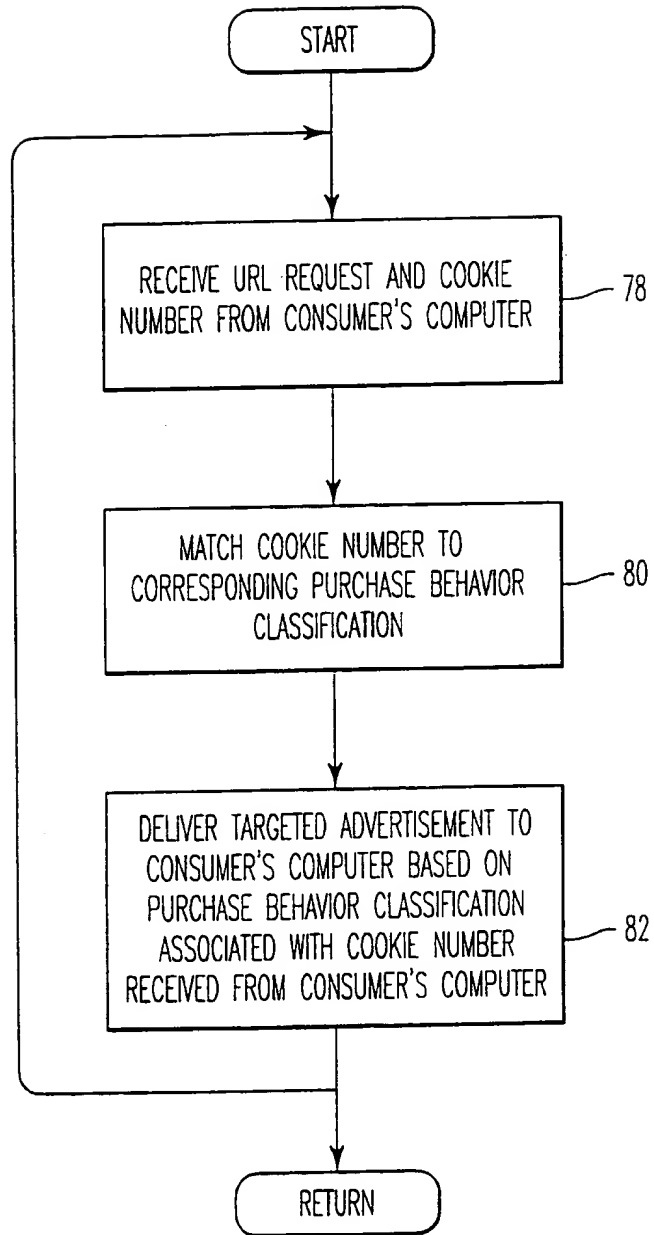 START
RECEIVE URL REQUEST AND COOKIE
NUMBER FROM CONSUMER'S COMPUTER
78
MATCH COOKIE NUMBER TO
CORRESPONDING PURCHASE BEHAVIOR
CLASSIFICATION
80
DELIVER TARGETED ADVERTISEMENT TO
CONSUMER'S COMPUTER BASED ON
PURCHASE BEHAVIOR CLASSIFICATION
ASSOCIATED WITH COOKIE NUMBER
RECEIVED FROM CONSUMER'S COMPUTER
82
RETURN